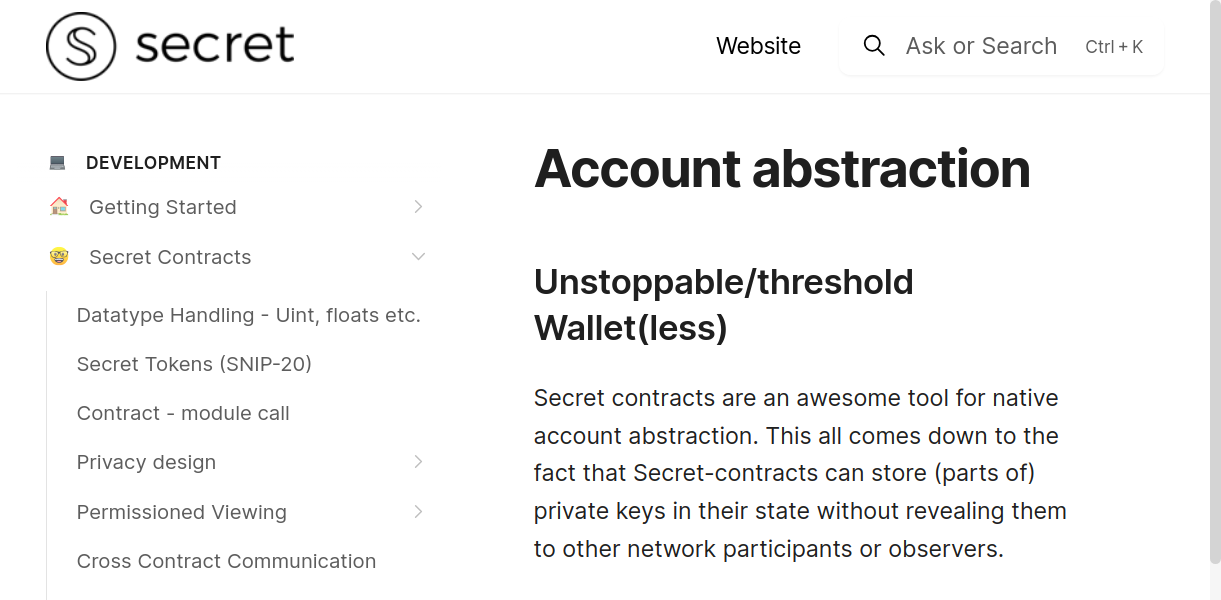 secret
Website
Ask or Search
Ctrl + K
DEVELOPMENT
Getting Started
Secret Contracts
Datatype Handling - Uint, floats etc.
Secret Tokens (SNIP-20)
Contract - module call
Privacy design
Permissioned Viewing
Cross Contract Communication
Account abstraction
Unstoppable/threshold
Wallet(less)
Secret contracts are an awesome tool for native
account abstraction. This all comes down to the
fact that Secret-contracts can store (parts of)
private keys in their state without revealing them
to other network participants or observers.